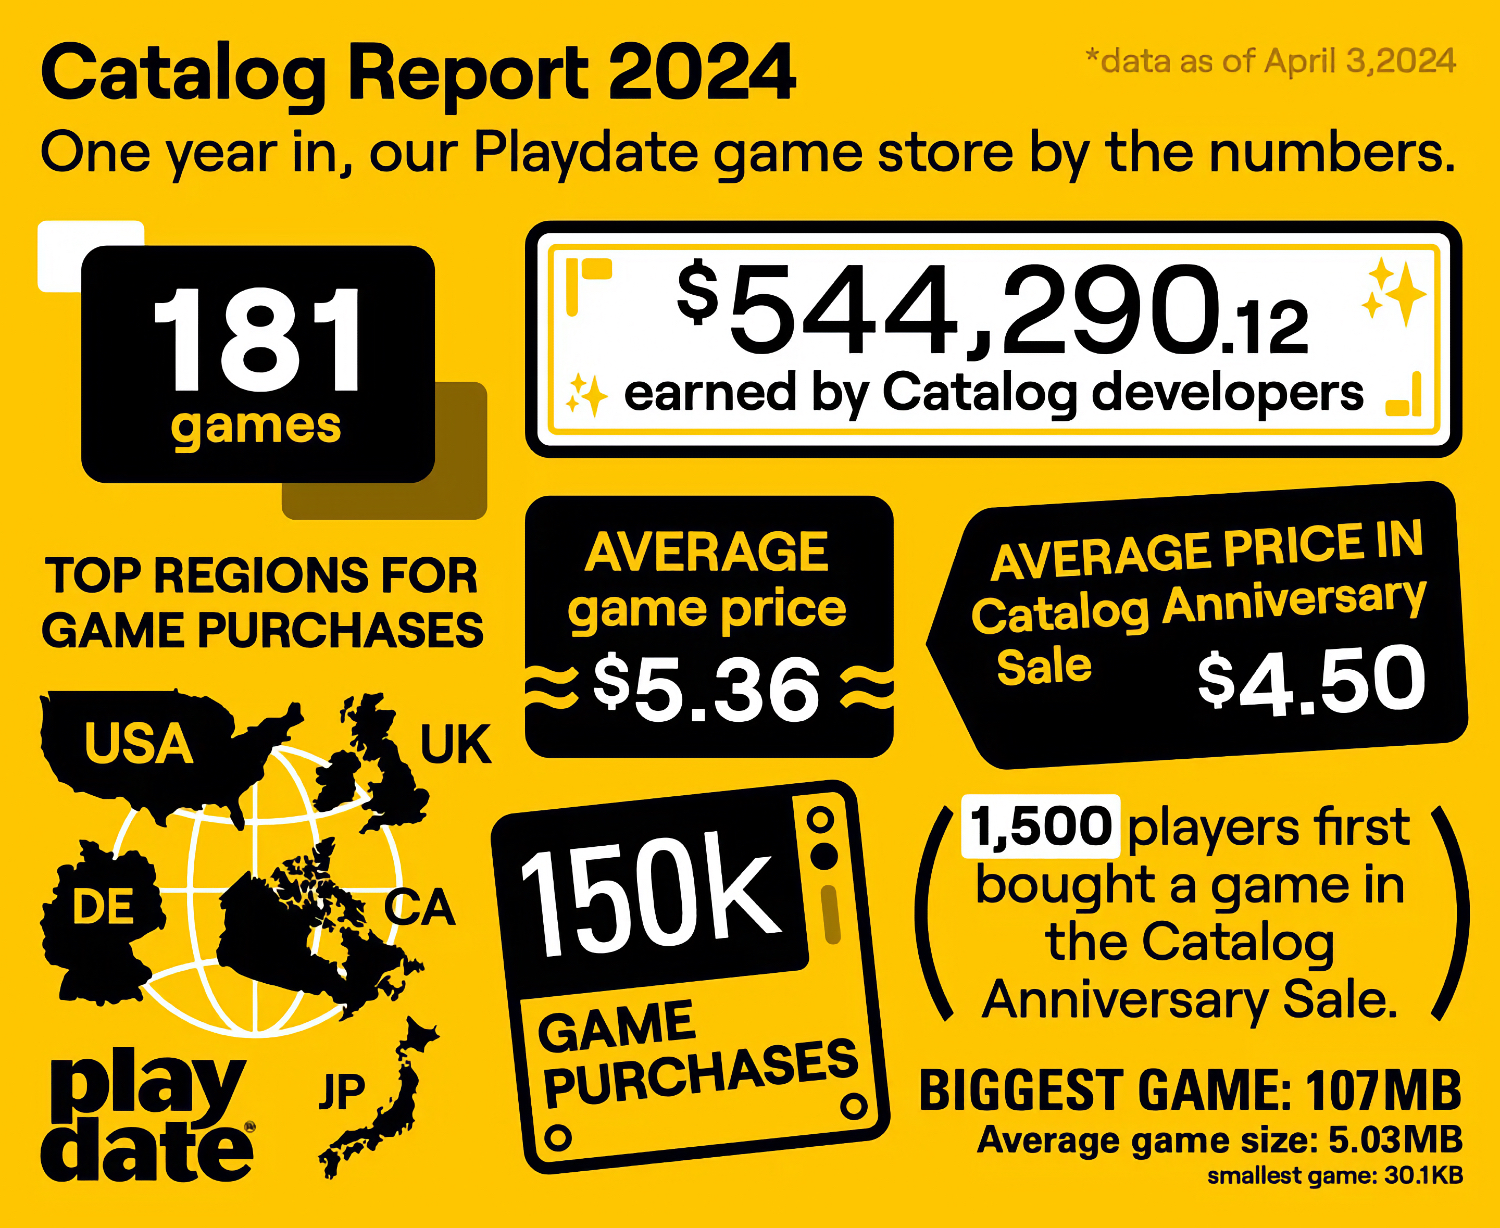 Catalog Report 2024
*data as of April 3,2024
One year in, our Playdate game store by the numbers.
181
games
$544,290.12
earned by Catalog developers
AVERAGE
game price
$5.36
AVERAGE PRICE IN
Catalog Anniversary
Sale $4.50
TOP REGIONS FOR
GAME PURCHASES
USA
UK
DE
CA
JP
150k
GAME
PURCHASES
1,500 players first
bought a game in
the Catalog
Anniversary Sale.
play
date®
BIGGEST GAME: 107MB
Average game size: 5.03MB
smallest game: 30.1KB